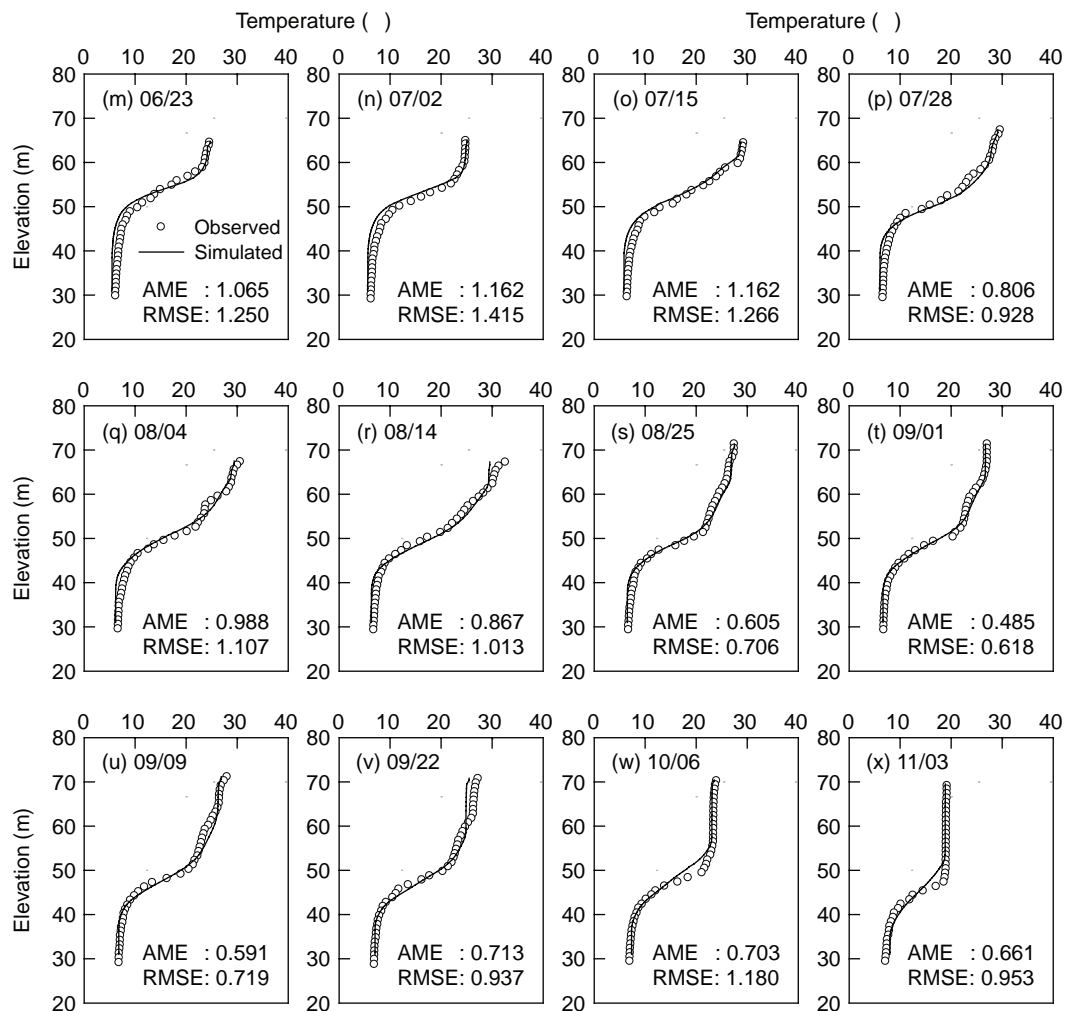 Temperature ( ) Temperature ( )
0 10 20 30 40 0 10 20 30 40 0 10 20 30 40 0 10 20 30 40
80
70
60
50
40
30
20
Elevation (m)
(m) 06/23
Observed
Simulated
AME : 1.065
RMSE: 1.250
(n) 07/02
80
70
60
50
40
30
20
AME : 1.162
RMSE: 1.415
(o) 07/15
80
70
60
50
40
30
20
AME : 1.162
RMSE: 1.266
(p) 07/28
80
70
60
50
40
30
20
AME : 0.806
RMSE: 0.928
0 10 20 30 40 0 10 20 30 40 0 10 20 30 40 0 10 20 30 40
80
70
60
50
40
30
20
Elevation (m)
(q) 08/04
AME : 0.988
RMSE: 1.107
(r) 08/14
80
70
60
50
40
30
20
AME : 0.867
RMSE: 1.013
(s) 08/25
80
70
60
50
40
30
20
AME : 0.605
RMSE: 0.706
(t) 09/01
80
70
60
50
40
30
20
AME : 0.485
RMSE: 0.618
0 10 20 30 40 0 10 20 30 40 0 10 20 30 40 0 10 20 30 40
80
70
60
50
40
30
20
Elevation (m)
(u) 09/09
AME : 0.591
RMSE: 0.719
(v) 09/22
80
70
60
50
40
30
20
AME : 0.713
RMSE: 0.937
(w) 10/06
80
70
60
50
40
30
20
AME : 0.703
RMSE: 1.180
(x) 11/03
80
70
60
50
40
30
20
AME : 0.661
RMSE: 0.953